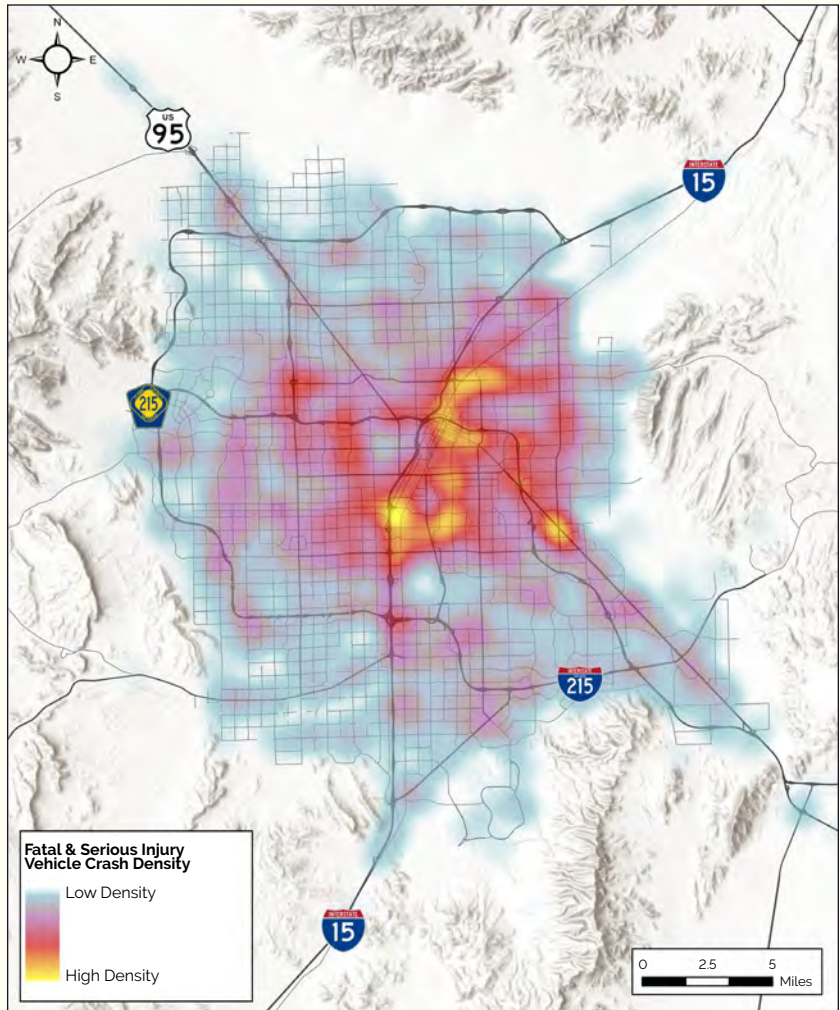 N
W E
S
US
95
INTERSTATE
15
215
INTERSTATE
215
Fatal & Serious Injury
Vehicle Crash Density
Low Density
High Density
INTERSTATE
15
0 2.5 5
Miles